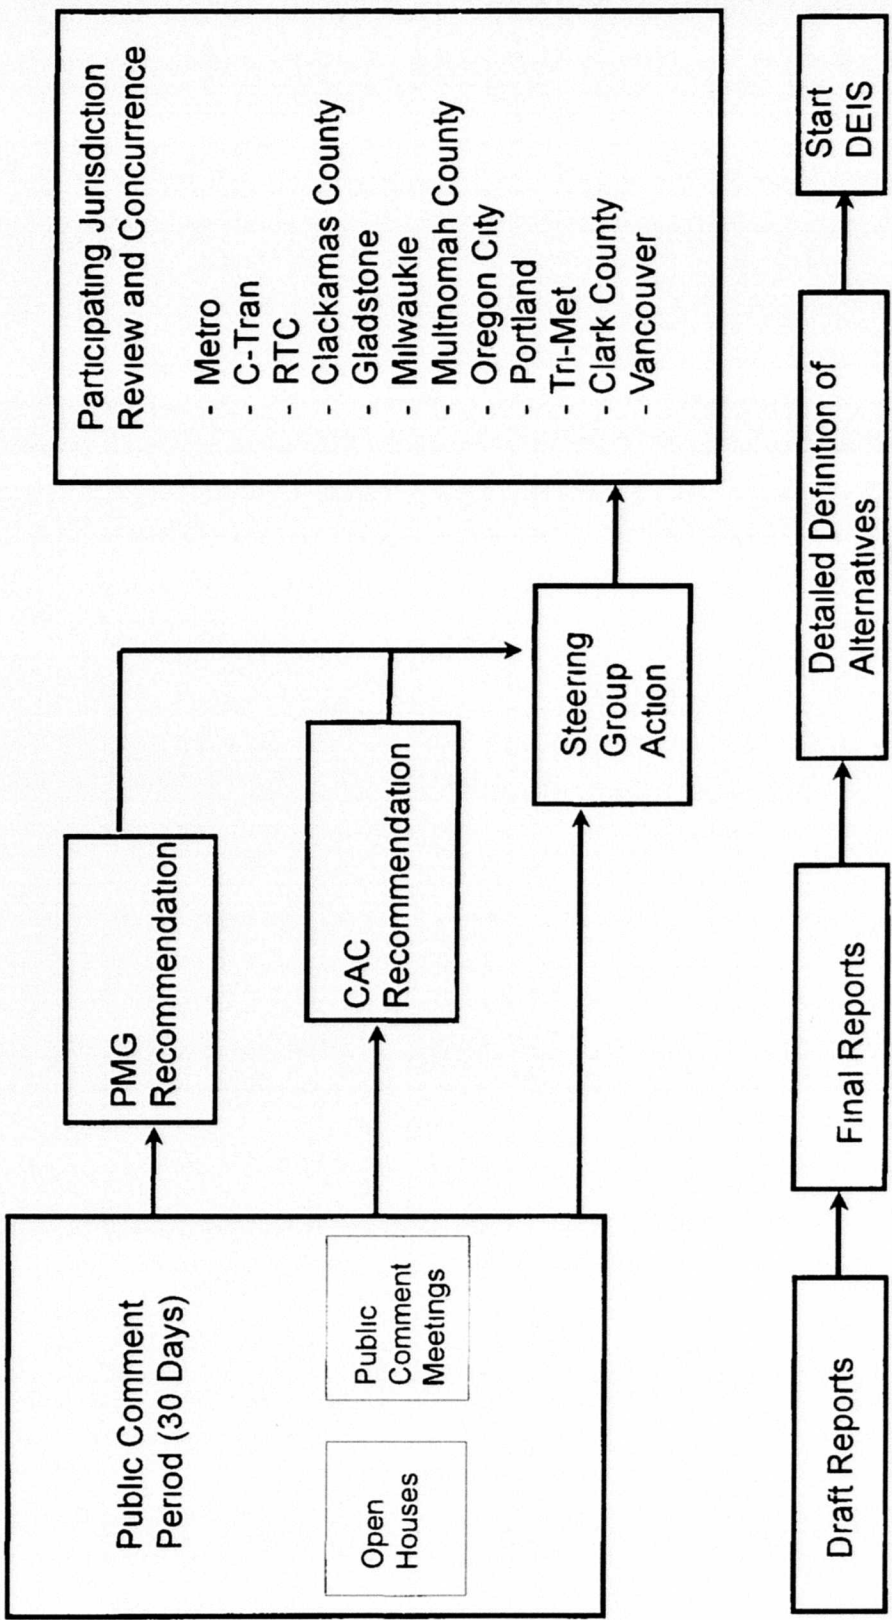 Public Comment
Period (30 Days)
Open
Houses
Public
Comment
Meetings
PMG
Recommendation
CAC
Recommendation
Steering
Group
Action
Participating Jurisdiction
Review and Concurrence
- Metro
- C-Tran
- RTC
- Clackamas County
- Gladstone
- Milwaukie
- Multnomah County
- Oregon City
- Portland
- Tri-Met
- Clark County
- Vancouver
Draft Reports
Final Reports
Detailed Definition of
Alternatives
Start
DEIS